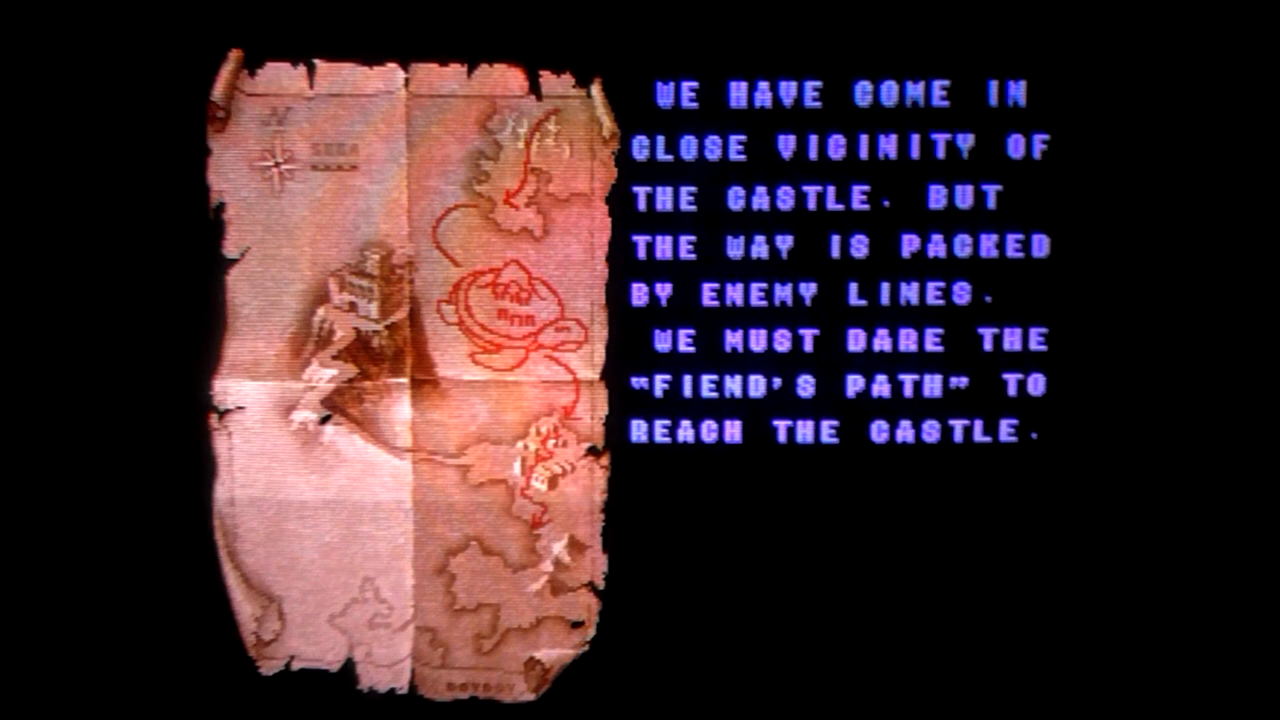 WE HAVE COME IN
CLOSE VICINITY OF
THE CASTLE. BUT
THE WAY IS PACKED
BY ENEMY LINES.
WE MUST DARE THE
"FIEND'S PATH" TO
REACH THE CASTLE.